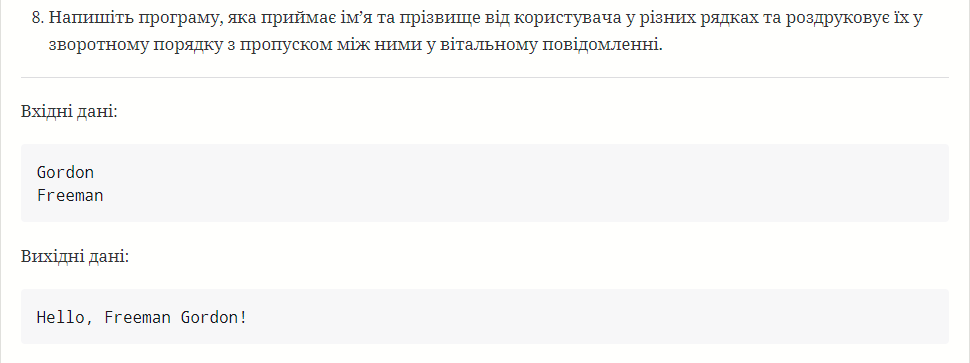 8. Напишіть програму, яка приймає ім’я та прізвище від користувача у різних рядках та роздруковує їх у
зворотному порядку з пропуском між ними у вітальному повідомленні.
Вхідні дані:
Gordon
Freeman
Вихідні дані:
Hello, Freeman Gordon!